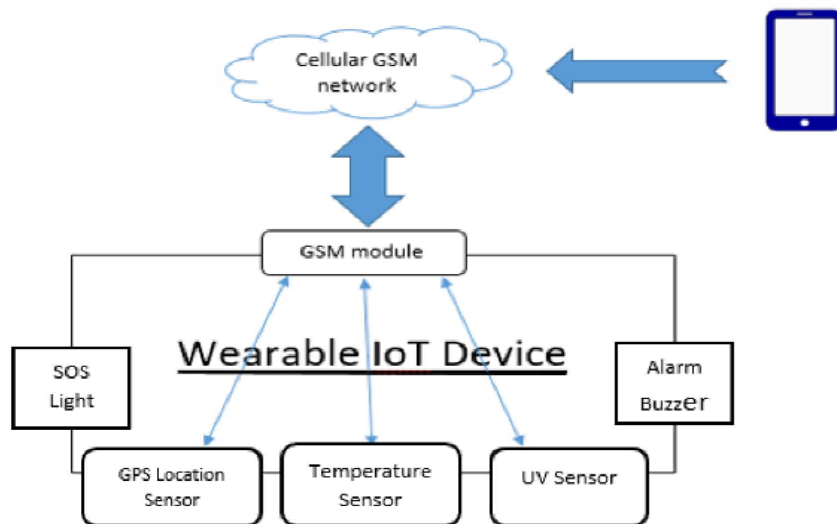 Cellular GSM
network
GSM module
Wearable IoT Device
SOS
Light
Alarm
Buzzer
GPS Location
Sensor
Temperature
Sensor
UV Sensor